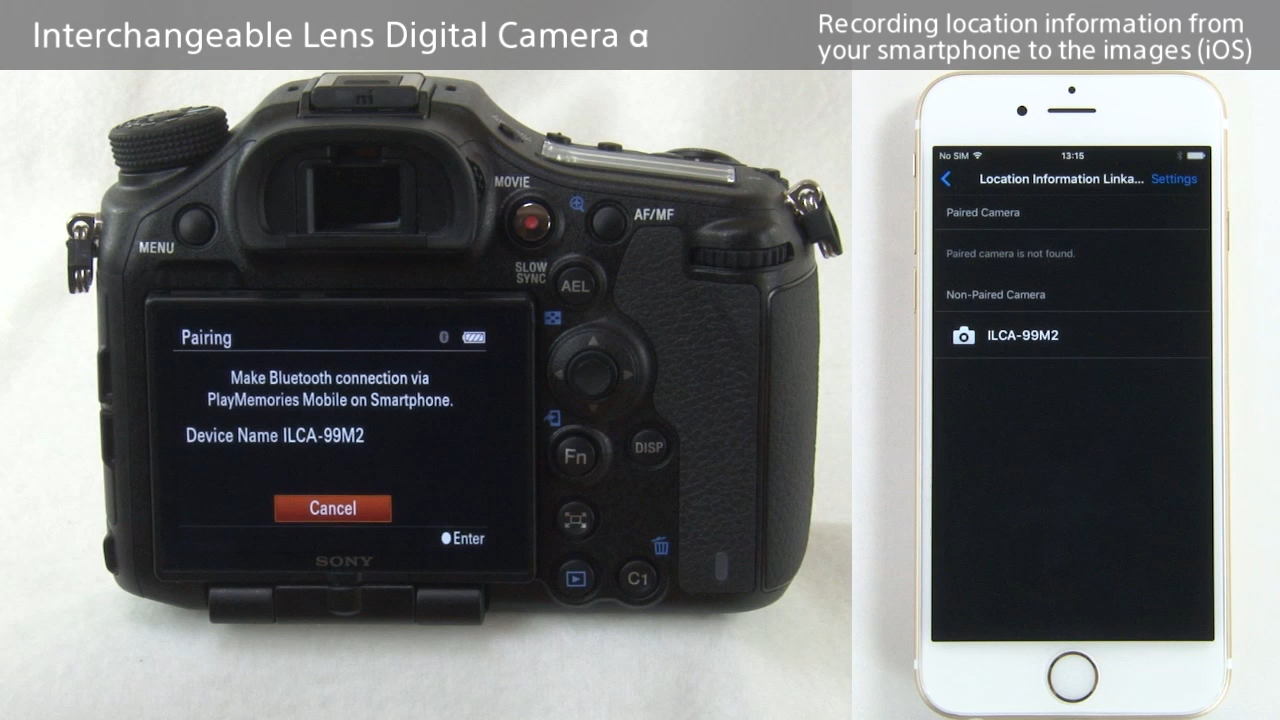 Interchangeable Lens Digital Camera α
Recording location information from
your smartphone to the images (iOS)
MENU
MOVIE
AF/MF
SLOW
SYNC
AEL
Pairing
Make Bluetooth connection via
PlayMemories Mobile on Smartphone.
Device Name ILCA-99M2
Cancel
Enter
SONY
Fn
DISP
C1
No SIM
13:15
Location Information Linka...
Settings
Paired Camera
Paired camera is not found.
Non-Paired Camera
ILCA-99M2